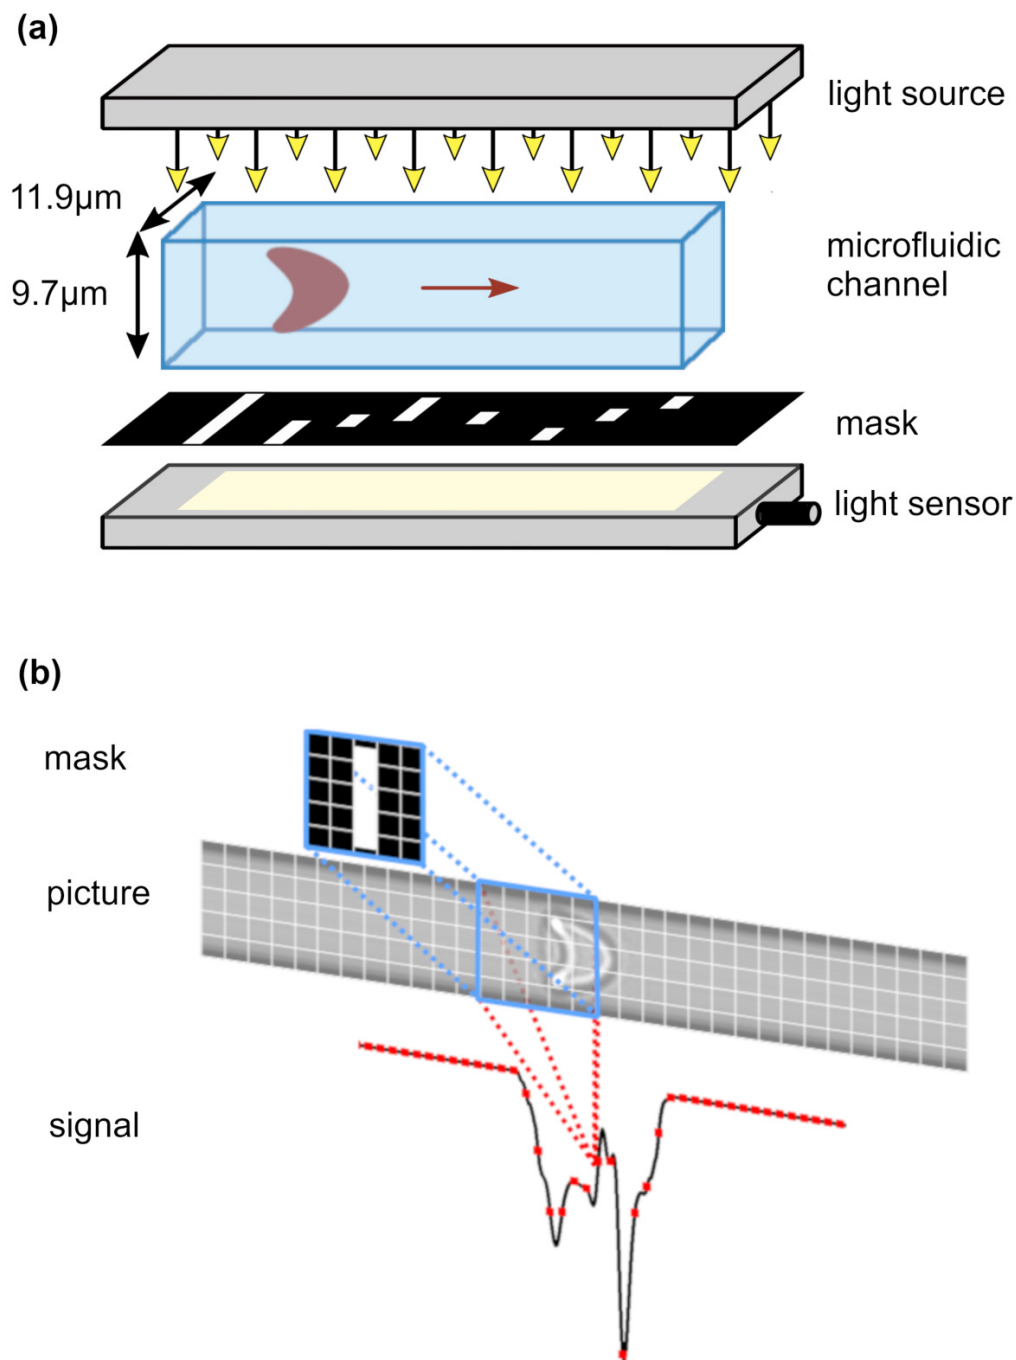 (a)
light source
11.9μm
9.7μm
microfluidic
channel
mask
light sensor
(b)
mask
picture
signal